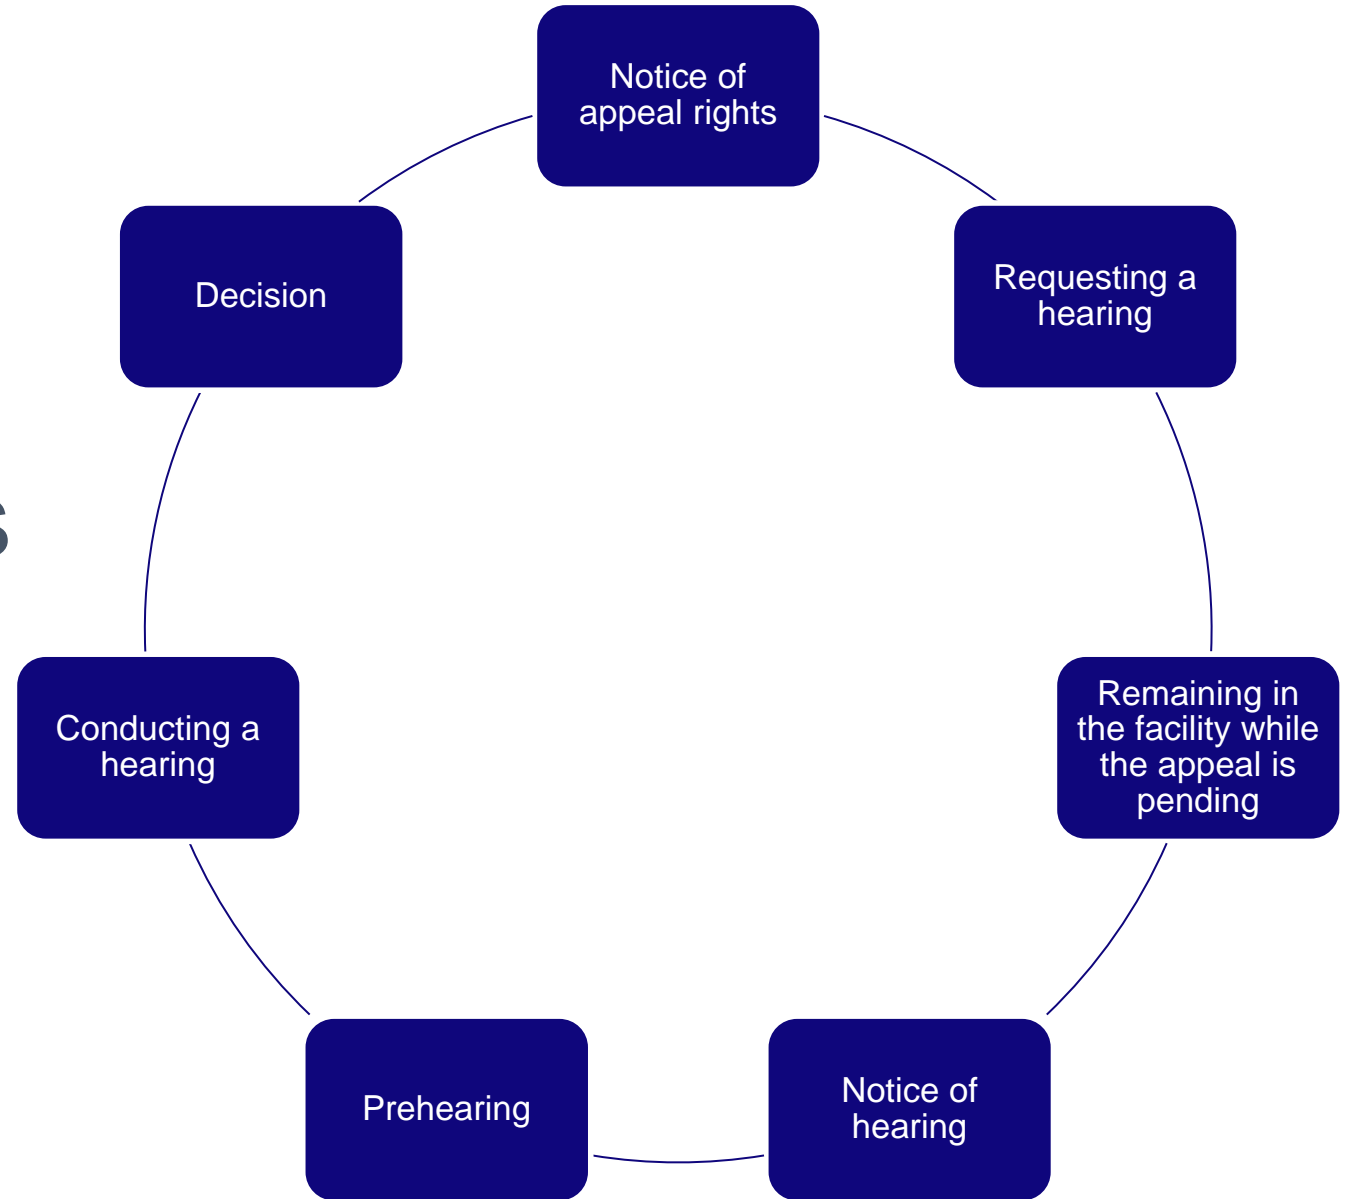 Notice of
appeal rights
Requesting a
hearing
Remaining in
the facility while
the appeal is
pending
Notice of
hearing
Prehearing
Conducting a
hearing
Decision
s